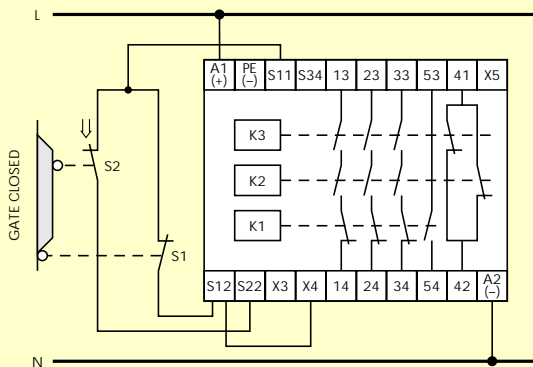 L
A1 (+) PE (–) S11 S34 13 23 33 53 41 X5
K3
K2
K1
GATE CLOSED
S2
S1
S12 S22 X3 X4 14 24 34 54 42 A2 (–)
N